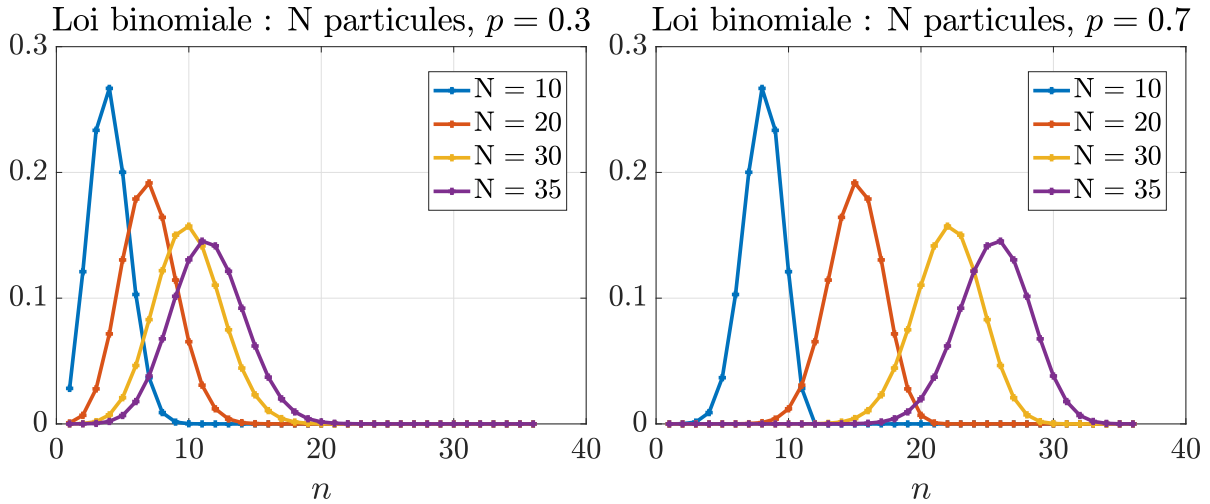 Loi binomiale : N particules, p = 0.3
0.3
0.2
0.1
0
0
10
20
30
40
n
N = 10
N = 20
N = 30
N = 35
Loi binomiale : N particules, p = 0.7
0.3
0.2
0.1
0
0
10
20
30
40
n
N = 10
N = 20
N = 30
N = 35